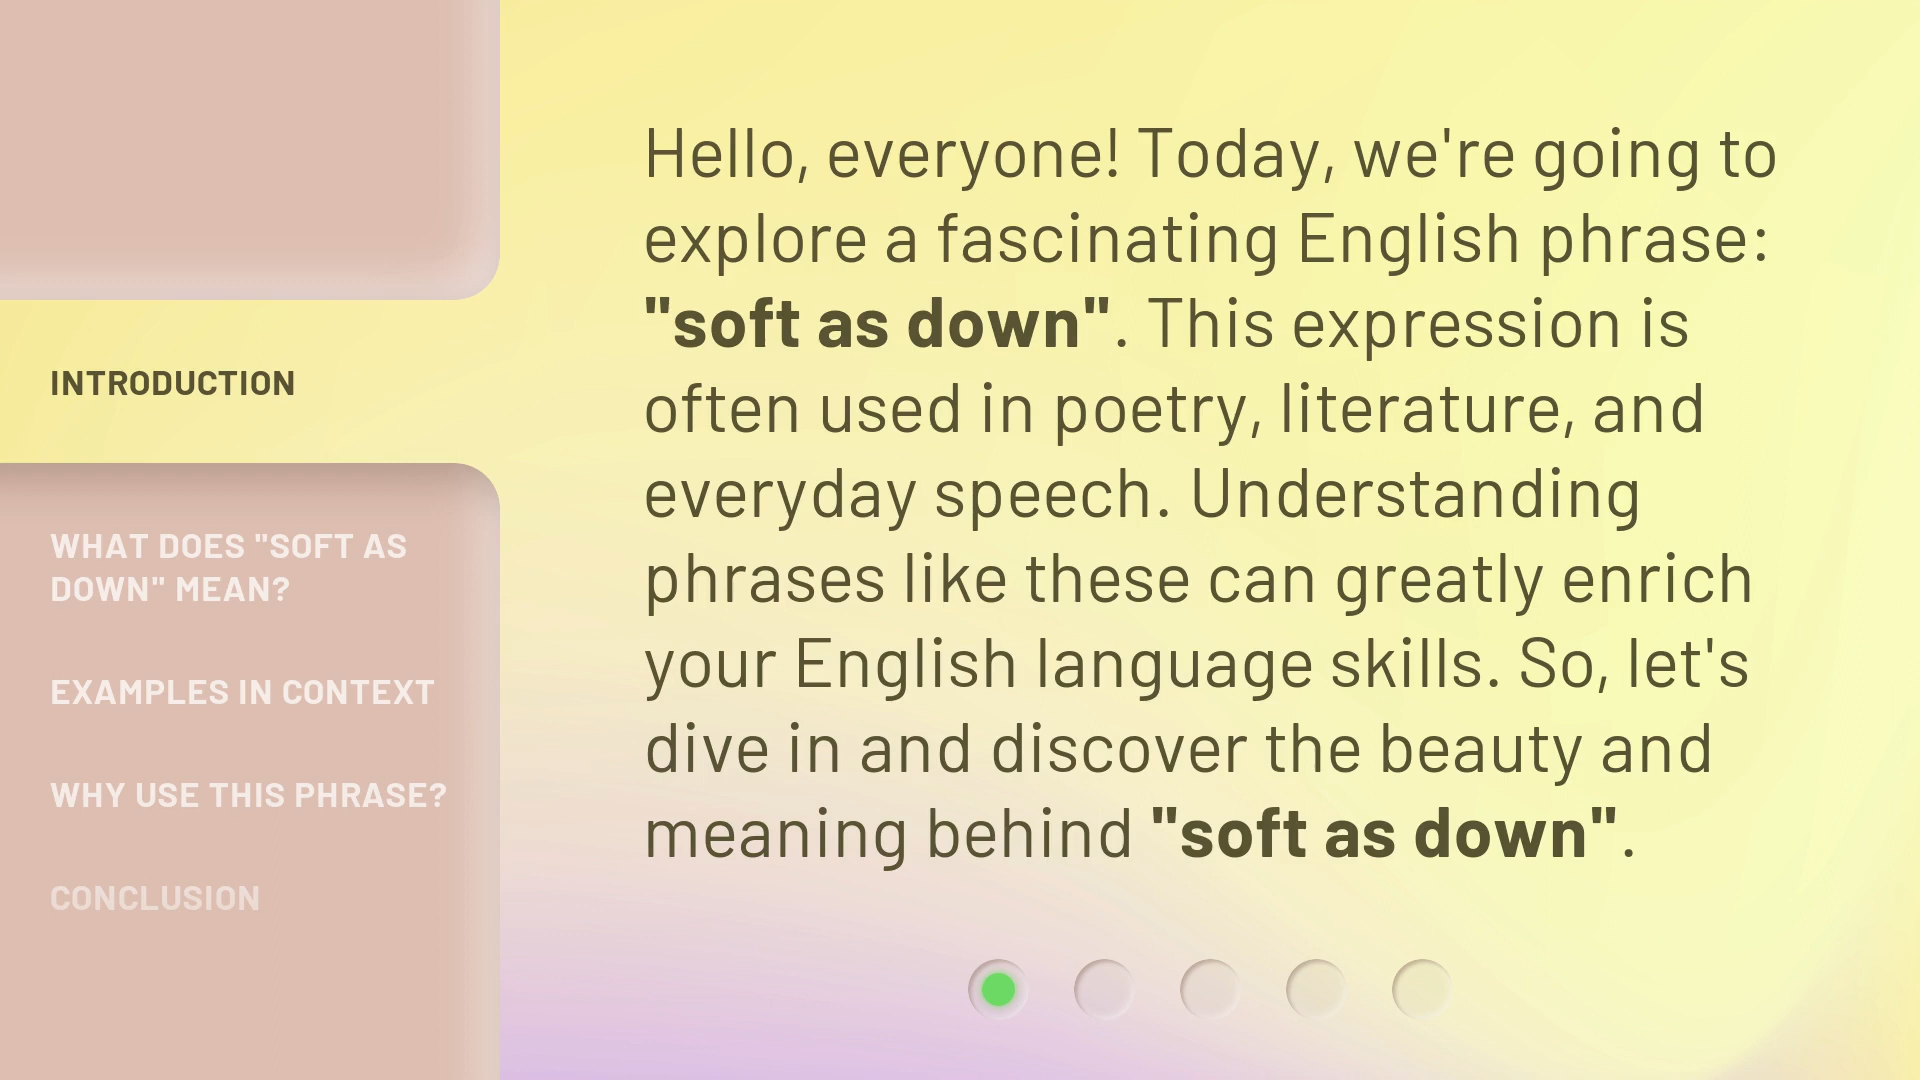 INTRODUCTION
WHAT DOES "SOFT AS
DOWN" MEAN?
EXAMPLES IN CONTEXT
WHY USE THIS PHRASE?
CONCLUSION
Hello, everyone! Today, we're going to
explore a fascinating English phrase:
"soft as down". This expression is
often used in poetry, literature, and
everyday speech. Understanding
phrases like these can greatly enrich
your English language skills. So, let's
dive in and discover the beauty and
meaning behind "soft as down".